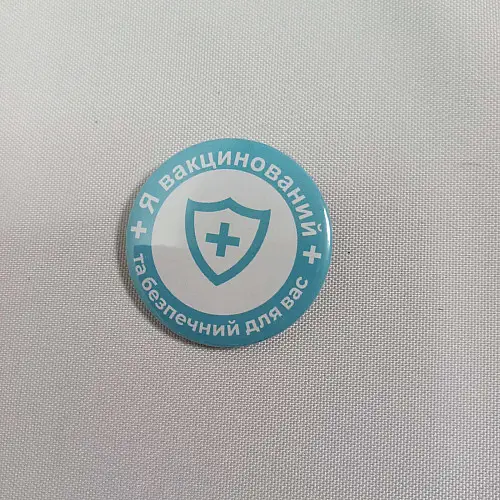 Я вакцинований
та безпечний для вас